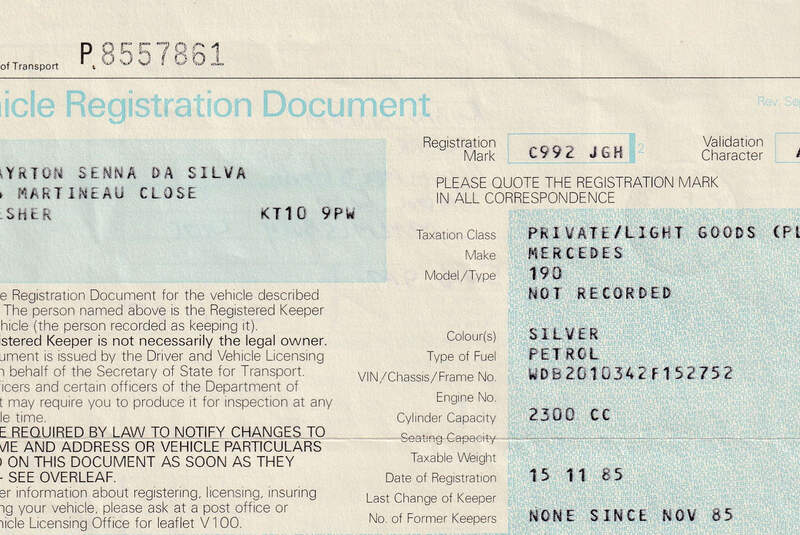 of Transport P.8557861
icle Registration Document
Rev. Se
Registration Mark C992 JGH 2
Validation Character
PLEASE QUOTE THE REGISTRATION MARK
IN ALL CORRESPONDENCE
AYRTON SENNA DA SILVA
MARTINEAU CLOSE
ESHER KT10 9PW
Taxation Class PRIVATE/LIGHT GOODS (PL
Make MERCEDES
Model/Type 190
NOT RECORDED
Colour(s) SILVER
Type of Fuel PETROL
VIN/Chassis/Frame No. WDB2010342F152752
Engine No.
Cylinder Capacity 2300 CC
Seating Capacity
Taxable Weight
Date of Registration 15 11 85
Last Change of Keeper
No. of Former Keepers NONE SINCE NOV 85
e Registration Document for the vehicle described
The person named above is the Registered Keeper
hicle (the person recorded as keeping it).
istered Keeper is not necessarily the legal owner.
ument is issued by the Driver and Vehicle Licensing
n behalf of the Secretary of State for Transport.
ficers and certain officers of the Department of
t may require you to produce it for inspection at any
le time.
E REQUIRED BY LAW TO NOTIFY CHANGES TO
ME AND ADDRESS OR VEHICLE PARTICULARS
D ON THIS DOCUMENT AS SOON AS THEY
- SEE OVERLEAF.
er information about registering, licensing, insuring
ng your vehicle, please ask at a post office or
hicle Licensing Office for leaflet V100.